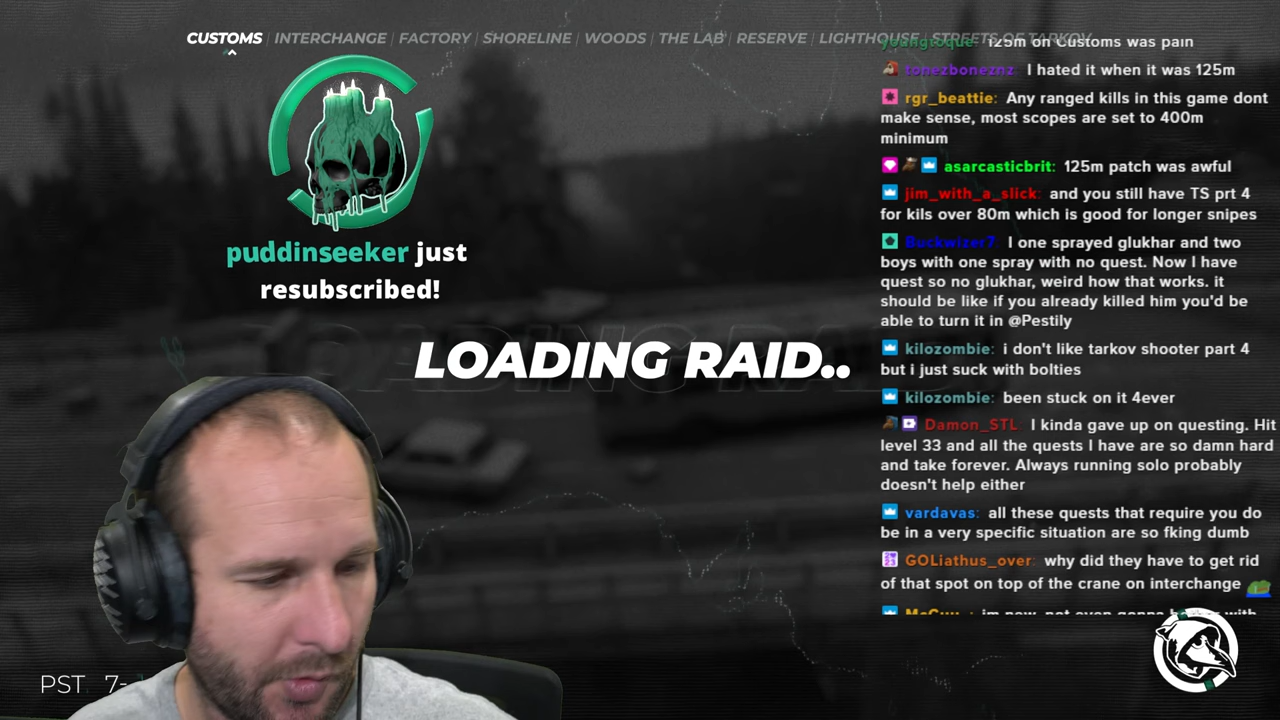 CUSTOMS | INTERCHANGE | FACTORY | SHORELINE | WOODS | THE LAB | RESERVE | LIGHTHOUSE | STREETS OF TARKOV
puddinseeker just
resubscribed!
LOADING RAID..
youngtoque: 125m on Customs was pain
tonezboneznz: I hated it when it was 125m
rgr_beattie: Any ranged kills in this game dont
make sense, most scopes are set to 400m
minimum
asarcasticbrit: 125m patch was awful
jim_with_a_slick: and you still have TS prt 4
for kils over 80m which is good for longer snipes
Buckwizer7: I one sprayed glukhar and two
boys with one spray with no quest. Now I have
quest so no glukhar, weird how that works. it
should be like if you already killed him you'd be
able to turn it in @Pestily
kilozombie: i don't like tarkov shooter part 4
but i just suck with bolties
kilozombie: been stuck on it 4ever
Damon_STL: I kinda gave up on questing. Hit
level 33 and all the quests I have are so damn hard
and take forever. Always running solo probably
doesn't help either
vardavas: all these quests that require you do
be in a very specific situation are so fking dumb
GOLiathus_over: why did they have to get rid
of that spot on top of the crane on interchange
im new, not even gonna
PST 7-